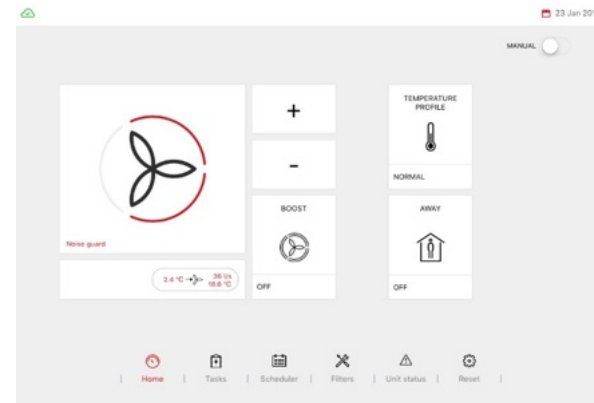 23 Jan 20
MANUAL
TEMPERATURE
PROFILE
+
-
NORMAL
BOOST
AWAY
Noise guard
2.4 °C
36 l/s
18.6 °C
OFF
OFF
Home | Tasks | Scheduler | Filters | Unit status | Reset |